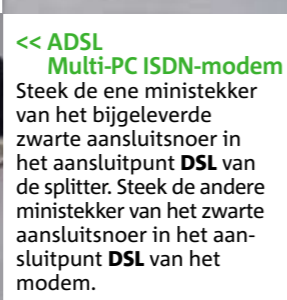 << ADSL
Multi-PC ISDN-modem
Steek de ene ministekker
van het bijgeleverde
zwarte aansluitsnoer in
het aansluitpunt DSL van
de splitter. Steek de andere
ministekker van het zwarte
aansluitsnoer in het aan-
sluitpunt DSL van het
modem.